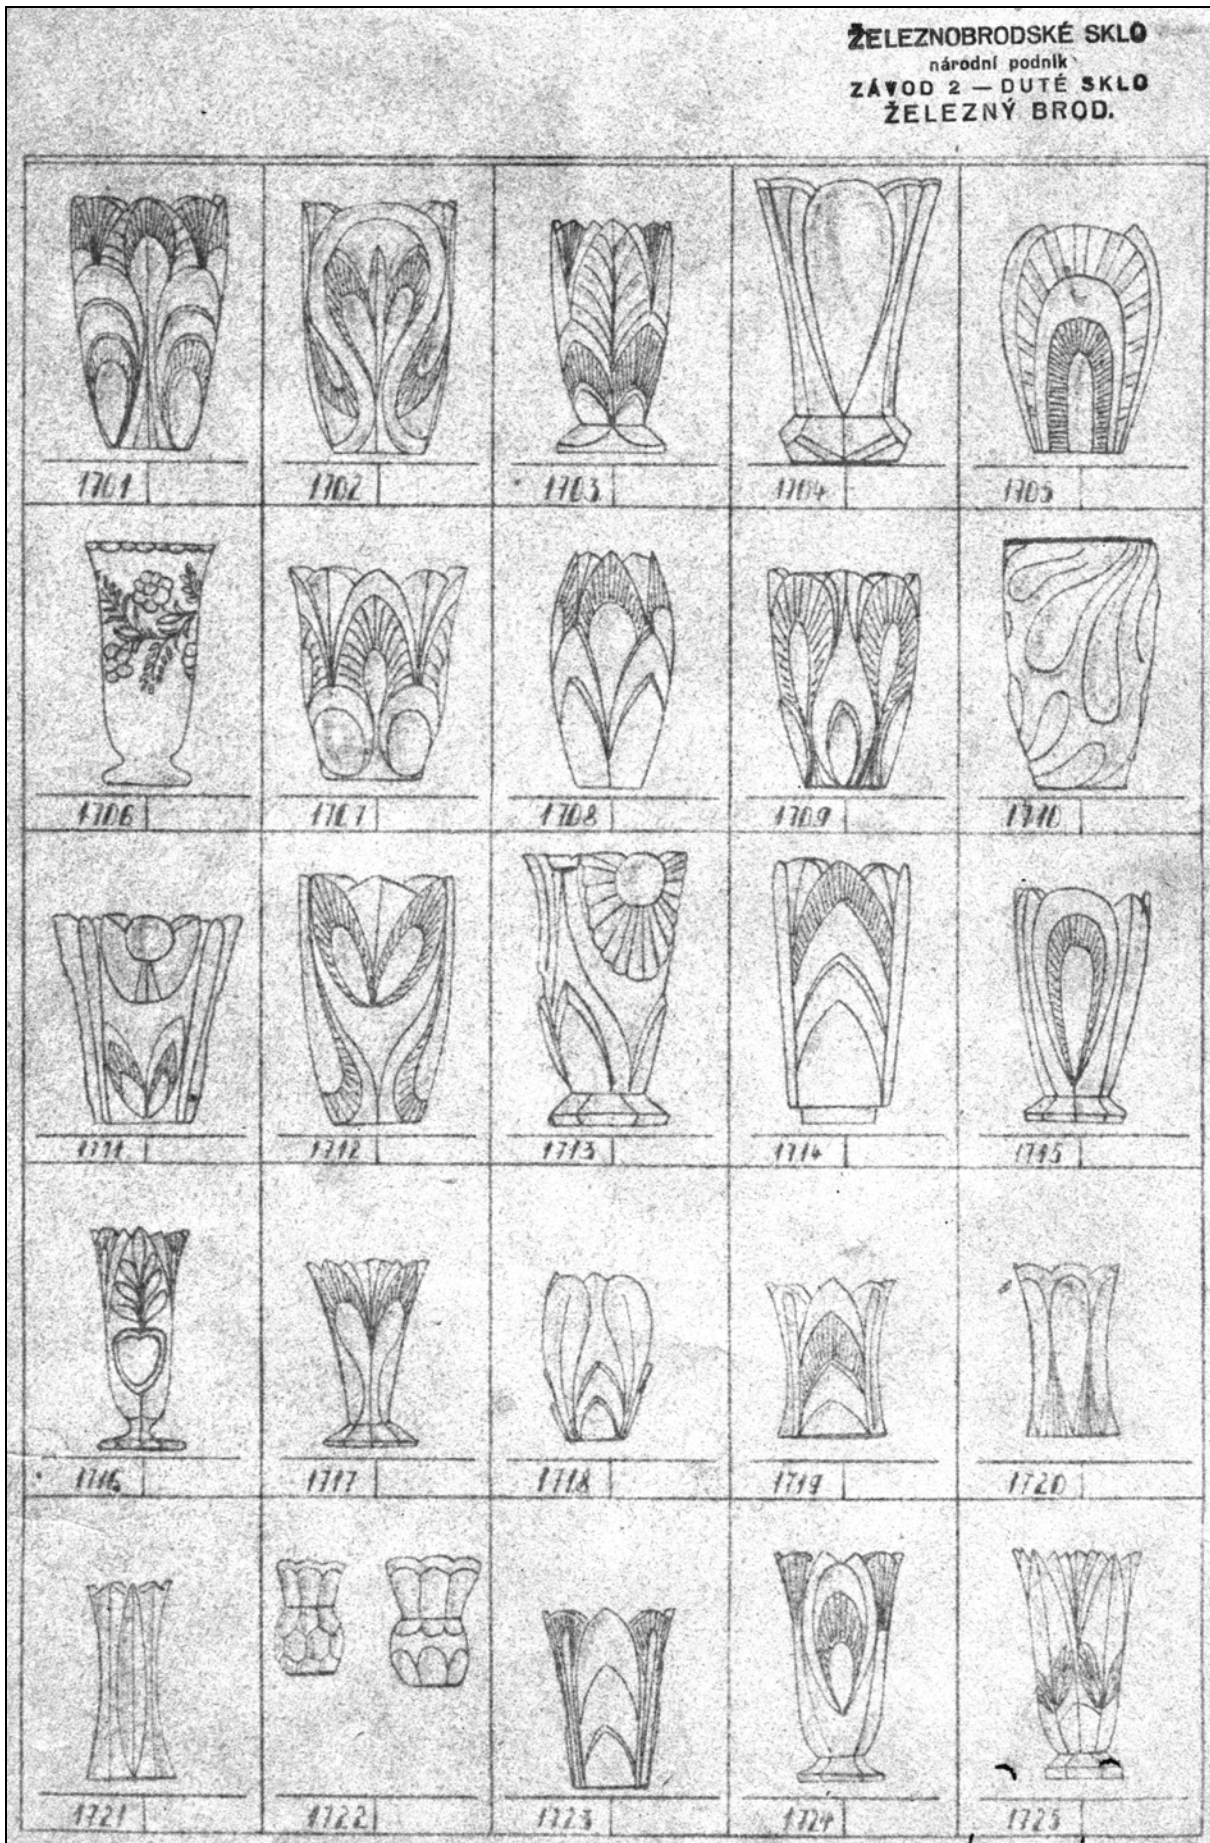 ŽELEZNOBRODSKÉ SKLO
národní podnik
ZÁVOD 2 — DUTÉ SKLO
ŽELEZNÝ BROD.
1701 1702 1703 1704 1705
1706 1707 1708 1709 1710
1711 1712 1713 1714 1715
1716 1717 1718 1719 1720
1721 1722 1723 1724 1725